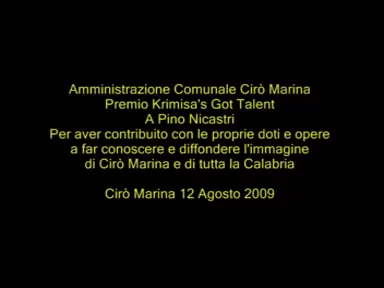 Amministrazione Comunale Cirò Marina
Premio Krimisa's Got Talent
A Pino Nicastri
Per aver contribuito con le proprie doti e opere
a far conoscere e diffondere l'immagine
di Cirò Marina e di tutta la Calabria
Cirò Marina 12 Agosto 2009